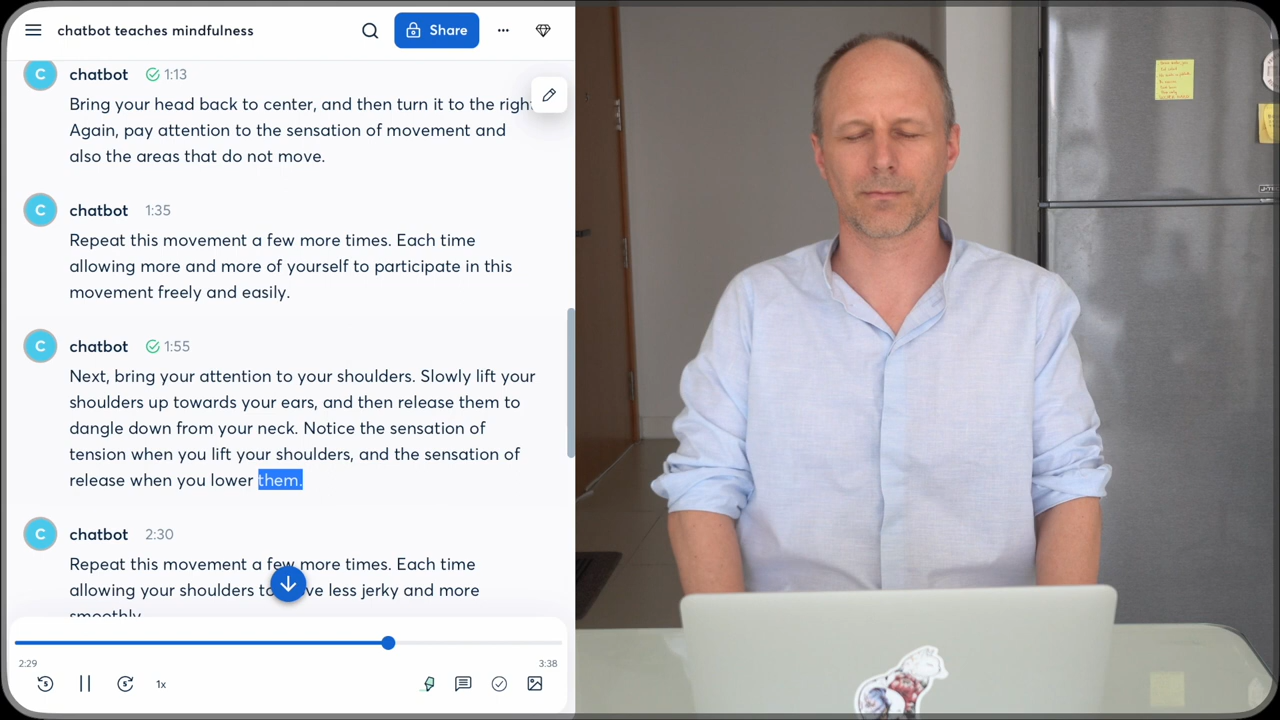 chatbot teaches mindfulness
Share
chatbot 1:13
Bring your head back to center, and then turn it to the right
Again, pay attention to the sensation of movement and
also the areas that do not move.
C chatbot 1:35
Repeat this movement a few more times. Each time
allowing more and more of yourself to participate in this
movement freely and easily.
C chatbot 1:55
Next, bring your attention to your shoulders. Slowly lift your
shoulders up towards your ears, and then release them to
dangle down from your neck. Notice the sensation of
tension when you lift your shoulders, and the sensation of
release when you lower them.
C chatbot 2:30
Repeat this movement a few more times. Each time
allowing your shoulders to less jerky and more
smoothly
2:29 3:38
5 5 1x